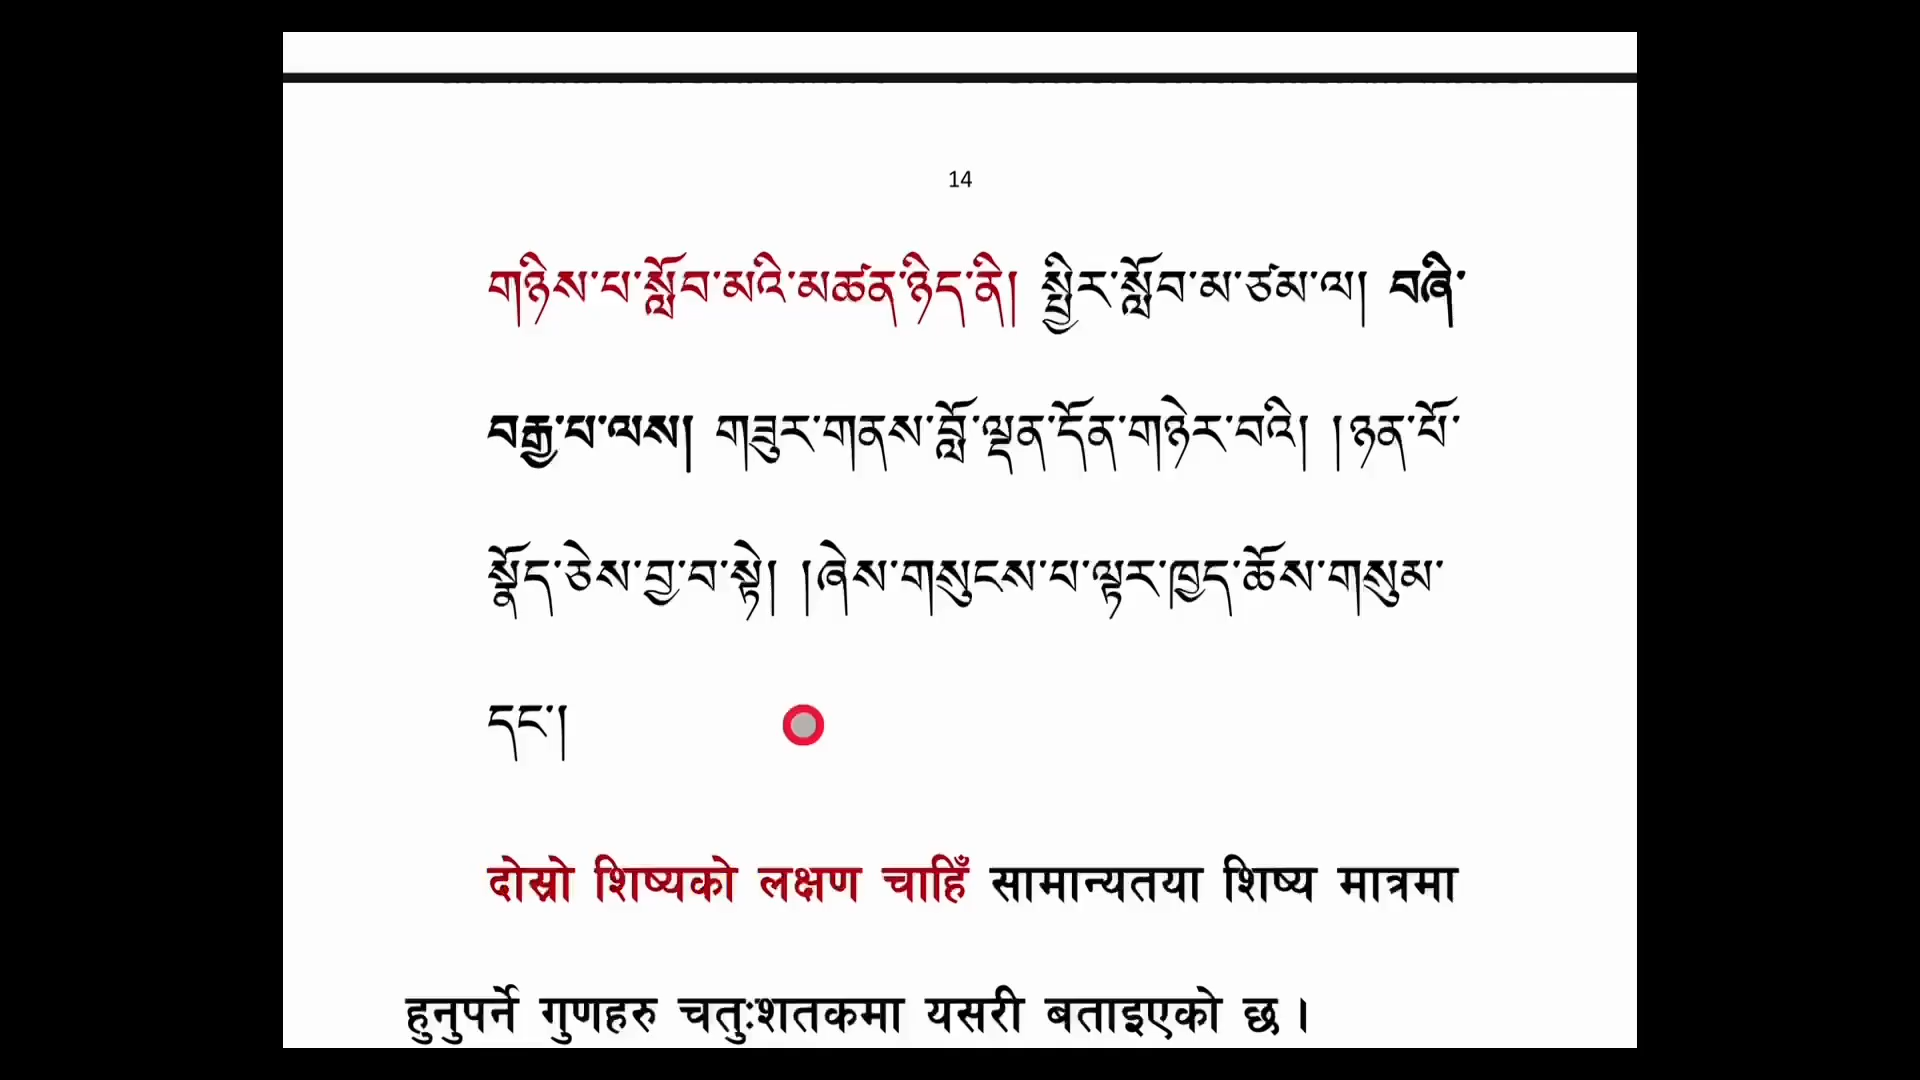 14
གཉིས་པ་སློབ་མའི་མཚན་ཉིད་ནི། སྤྱིར་སློབ་མ་ཙམ་ལ། བཞི་
བརྒྱ་པ་ལས། གཟུར་གནས་བློ་ལྡན་དོན་གཉེར་བའི། །ཉན་པོ་
སྣོད་ཅེས་བྱ་བ་སྟེ། །ཞེས་གསུངས་པ་ལྟར་ཁྱད་ཆོས་གསུམ་
དང་།
दोस्रो शिष्यको लक्षण चाहिँ सामान्यतया शिष्य मात्रमा
हुनुपर्ने गुणहरु चतुःशतकमा यसरी बताइएको छ ।